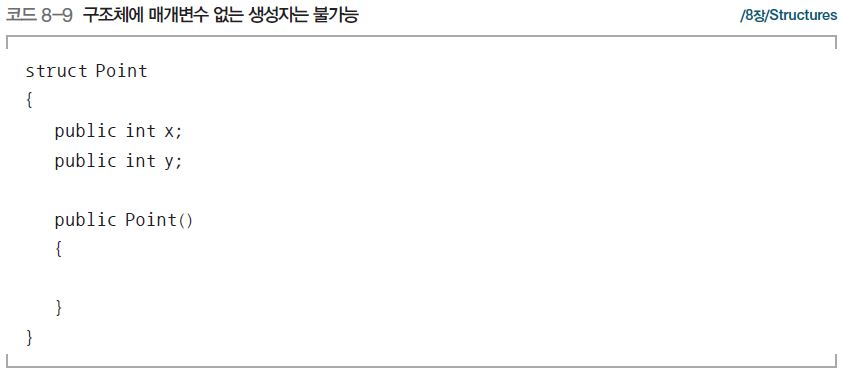 코드 8-9 구조체에 매개변수 없는 생성자는 불가능 /8장/Structures
struct Point
{
public int x;
public int y;
public Point()
{
}
}